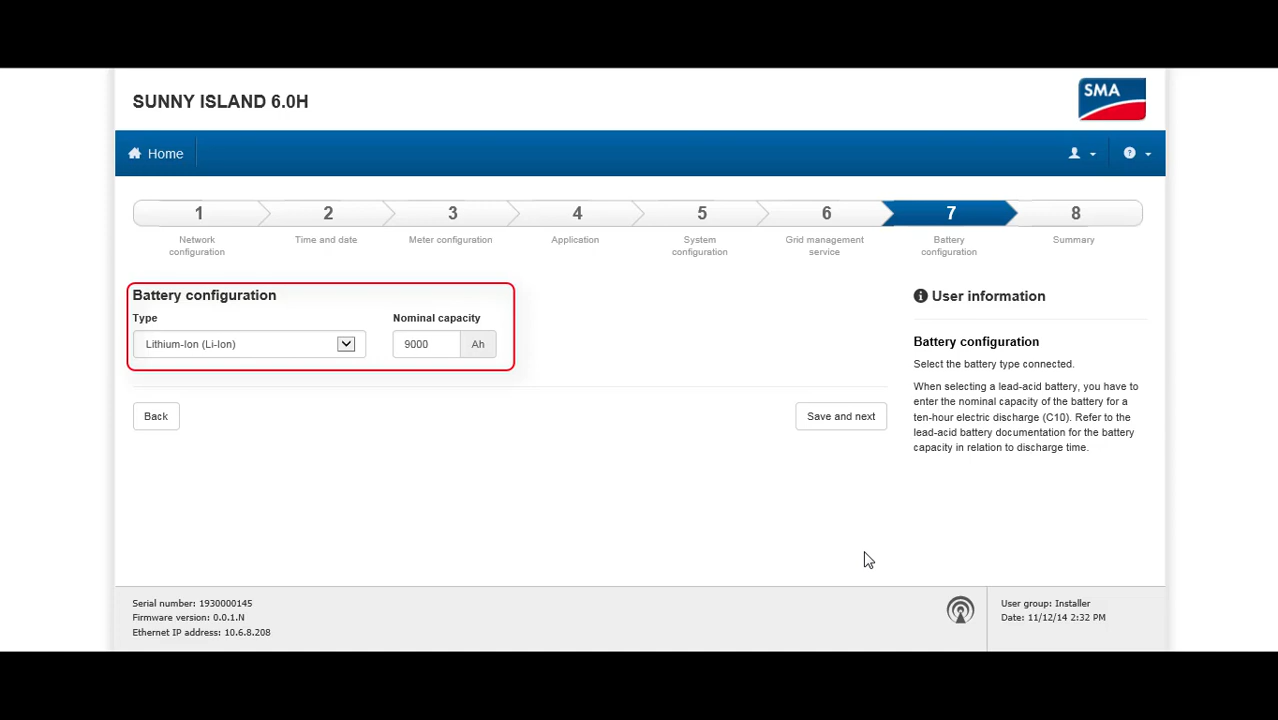 SUNNY ISLAND 6.0H
SMA
Home
1
2
3
4
5
6
7
8
Network
configuration
Time and date
Meter configuration
Application
System
configuration
Grid management
service
Battery
configuration
Summary
Battery configuration
Type
Nominal capacity
Lithium-Ion (Li-Ion)
9000
Ah
Back
Save and next
User information
Battery configuration
Select the battery type connected.
When selecting a lead-acid battery, you have to
enter the nominal capacity of the battery for a
ten-hour electric discharge (C10). Refer to the
lead-acid battery documentation for the battery
capacity in relation to discharge time.
Serial number: 1930000145
Firmware version: 0.0.1.N
Ethernet IP address: 10.6.8.208
User group: Installer
Date: 11/12/14 2:32 PM